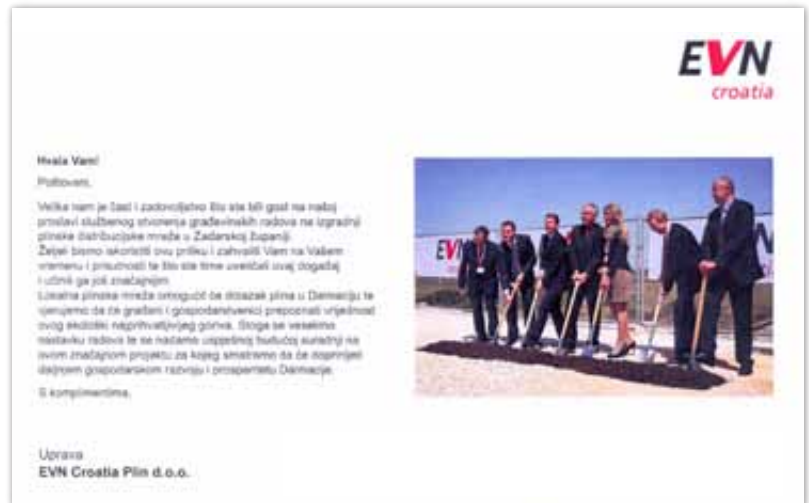 EVN
croatia
Hvala Vam!
Poštovani,
Velika nam je čast i zadovoljstvo što ste bili gost na našoj
proslavi službenog otvorenja građevinskih radova na izgradnji
plinske distribucijske mreže u Zadarskoj županiji.
Željeli bismo iskoristiti ovu priliku i zahvaliti Vam na Vašem
vremenu i prisutnosti te što ste time uveličali ovaj događaj
i učinili ga još značajnijim.
Lokalna plinska mreža omogućit će dolazak plina u Dalmaciju te
vjerujemo da će građani i gospodarstvenici prepoznati vrijednost
ovog ekološki najprihvatljivijeg goriva. Stoga se veselimo
nastavku radova te se nadamo uspješnoj budućoj suradnji na
ovom značajnom projektu za kojeg smatramo da će doprinijeti
daljnjem gospodarskom razvoju i prosperitetu Dalmacije.
S komplimentima,
Uprava
EVN Croatia Plin d.o.o.
EVN